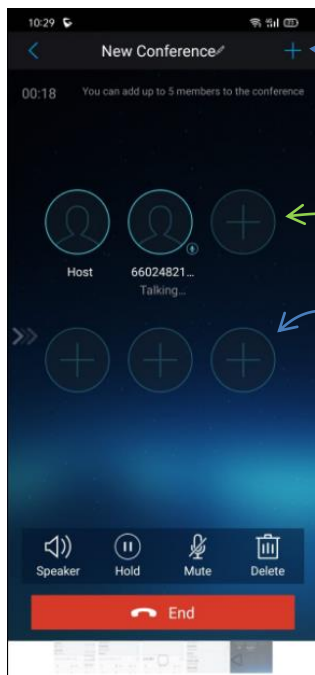 10:29
New Conference
00:18 You can add up to 5 members to the conference
Host 66024821...
Talking...
Speaker Hold Mute Delete
End